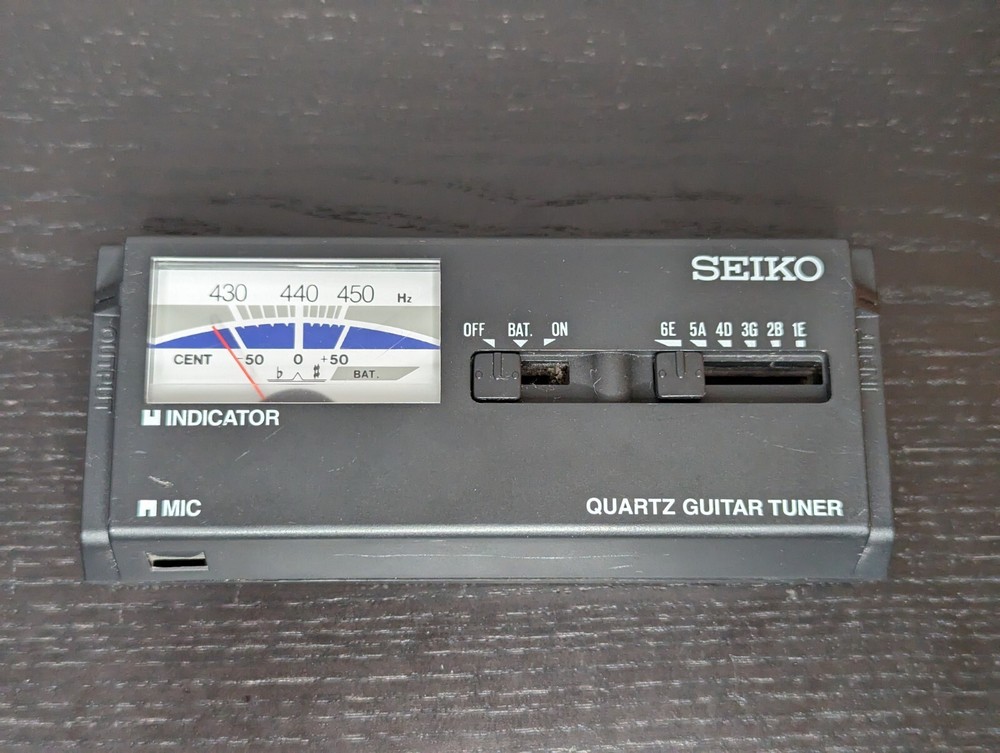 SEIKO
430 440 450 Hz
CENT -50 0 +50
♭ ♯ BAT.
OFF BAT. ON
6E 5A 4D 3G 2B 1E
INDICATOR
MIC
QUARTZ GUITAR TUNER